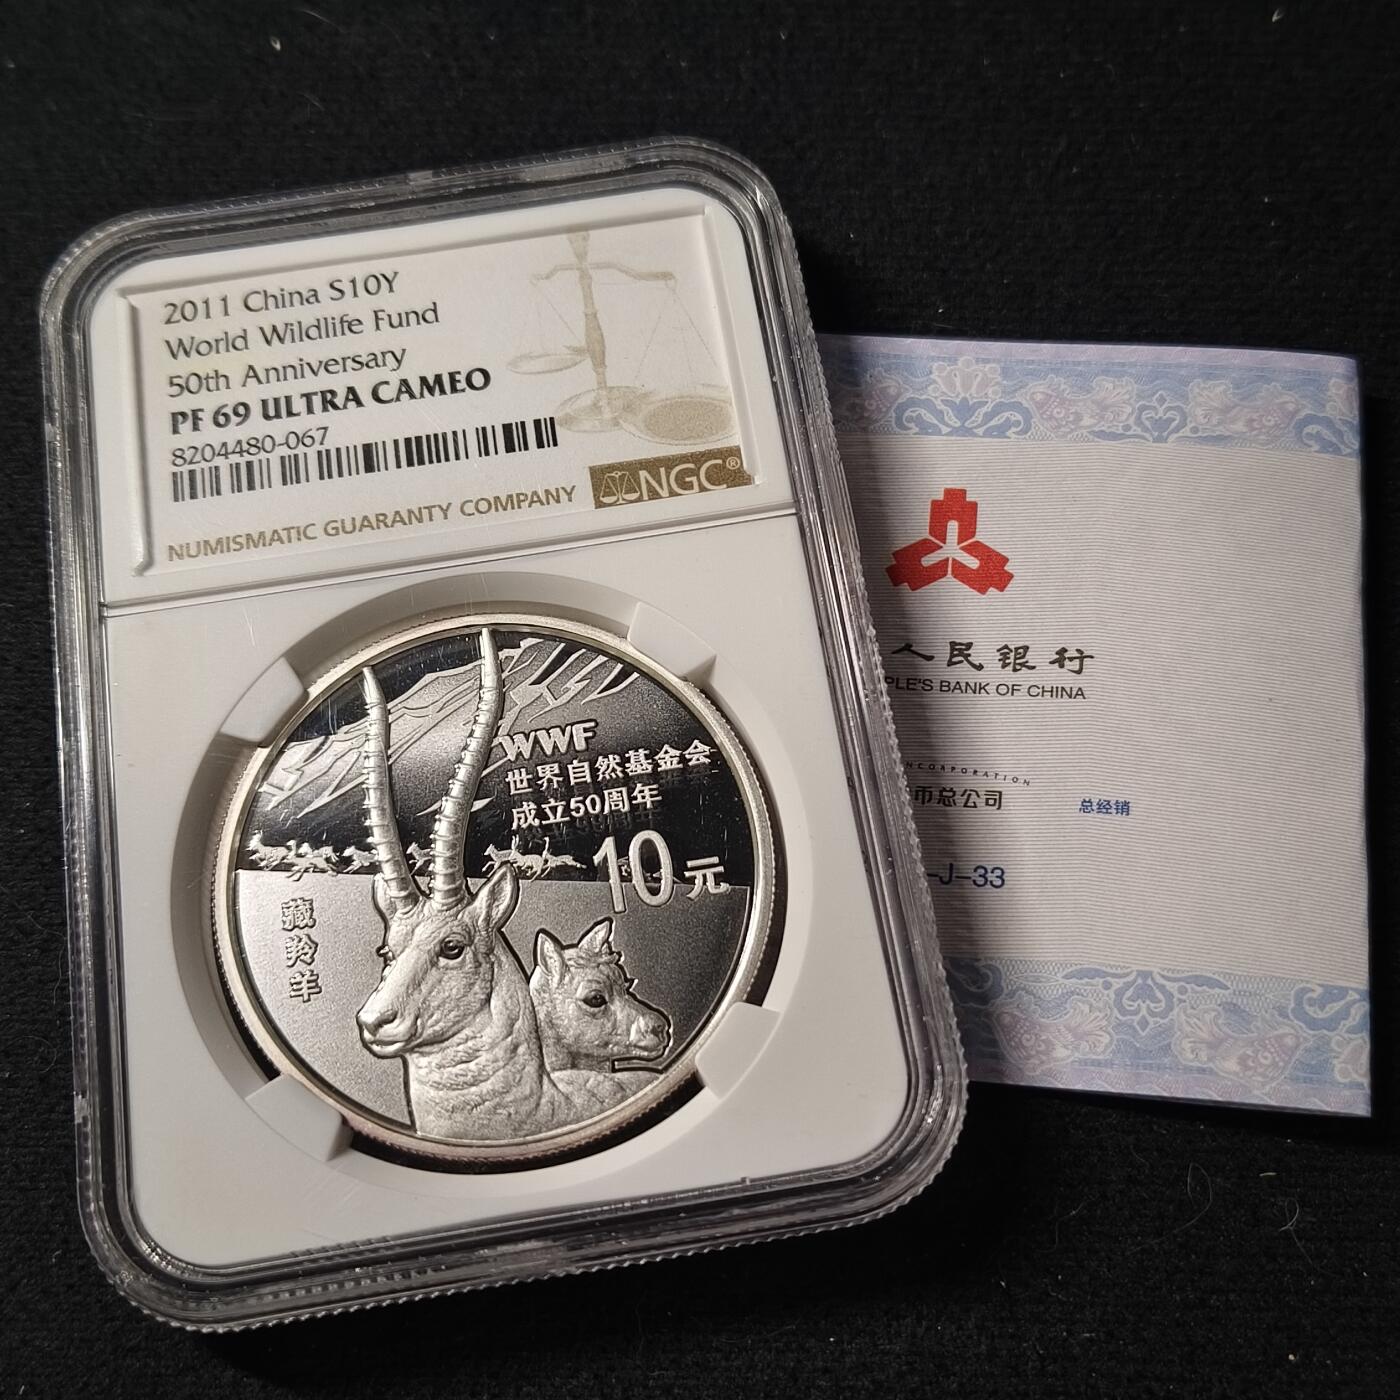 2011 China S10Y
World Wildlife Fund
50th Anniversary
PF 69 ULTRA CAMEO
8204480-067
NUMISMATIC GUARANTY COMPANY
NGC®
WWF
世界自然基金会
成立50周年
10元
藏羚羊
人民银行
PLE'S BANK OF CHINA
NCORPORATION
币总公司
总经销
-J-33